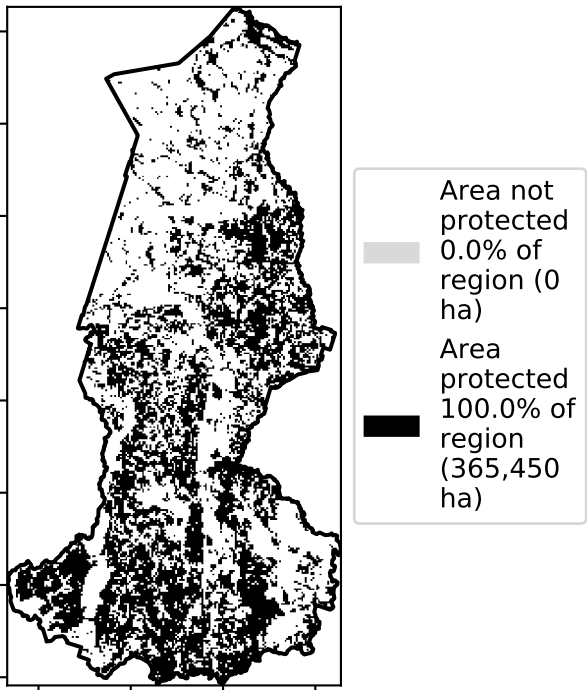 Area not
protected
0.0% of
region (0
ha)
Area
protected
100.0% of
region
(365,450
ha)